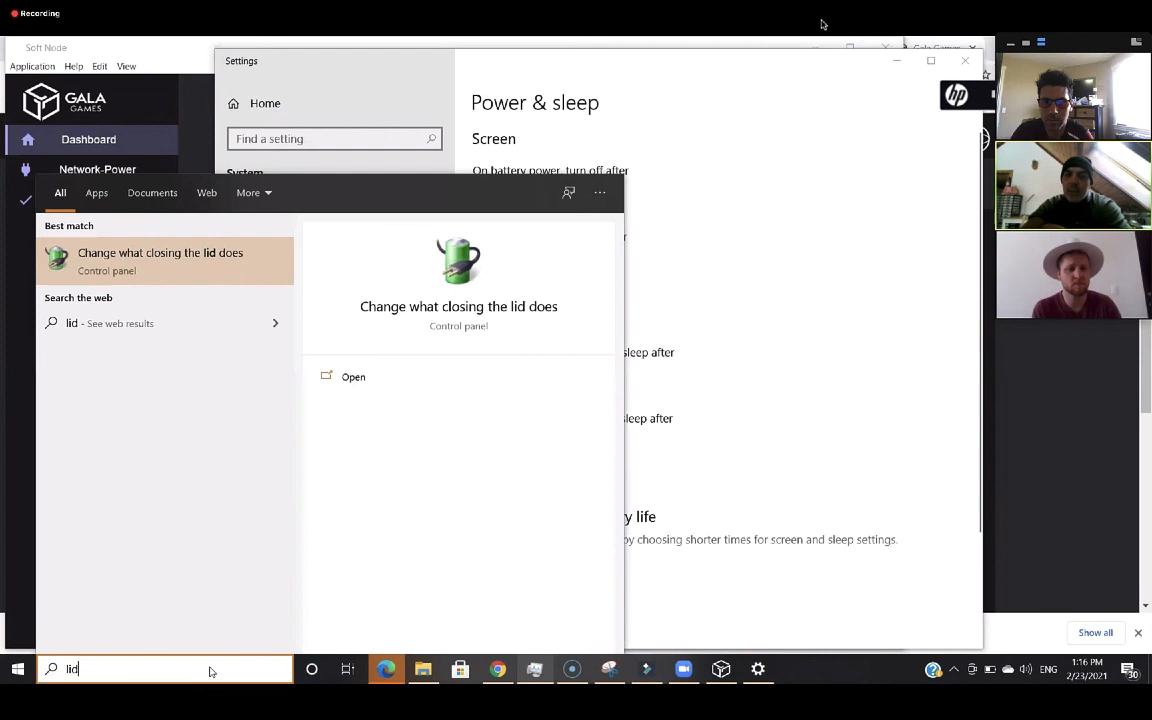 Recording
Soft Node
Gala Games
Application Help Edit View
Settings
GALA
GAMES
Home
Power & sleep
hp
Dashboard
Find a setting
Screen
Network-Power
System
On battery power, turn off after
All Apps Documents Web More
Best match
Change what closing the lid does
Control panel
Search the web
lid - See web results
Change what closing the lid does
Control panel
Open
sleep after
sleep after
y life
by choosing shorter times for screen and sleep settings.
Show all
lid
ENG
1:16 PM
2/23/2021
30